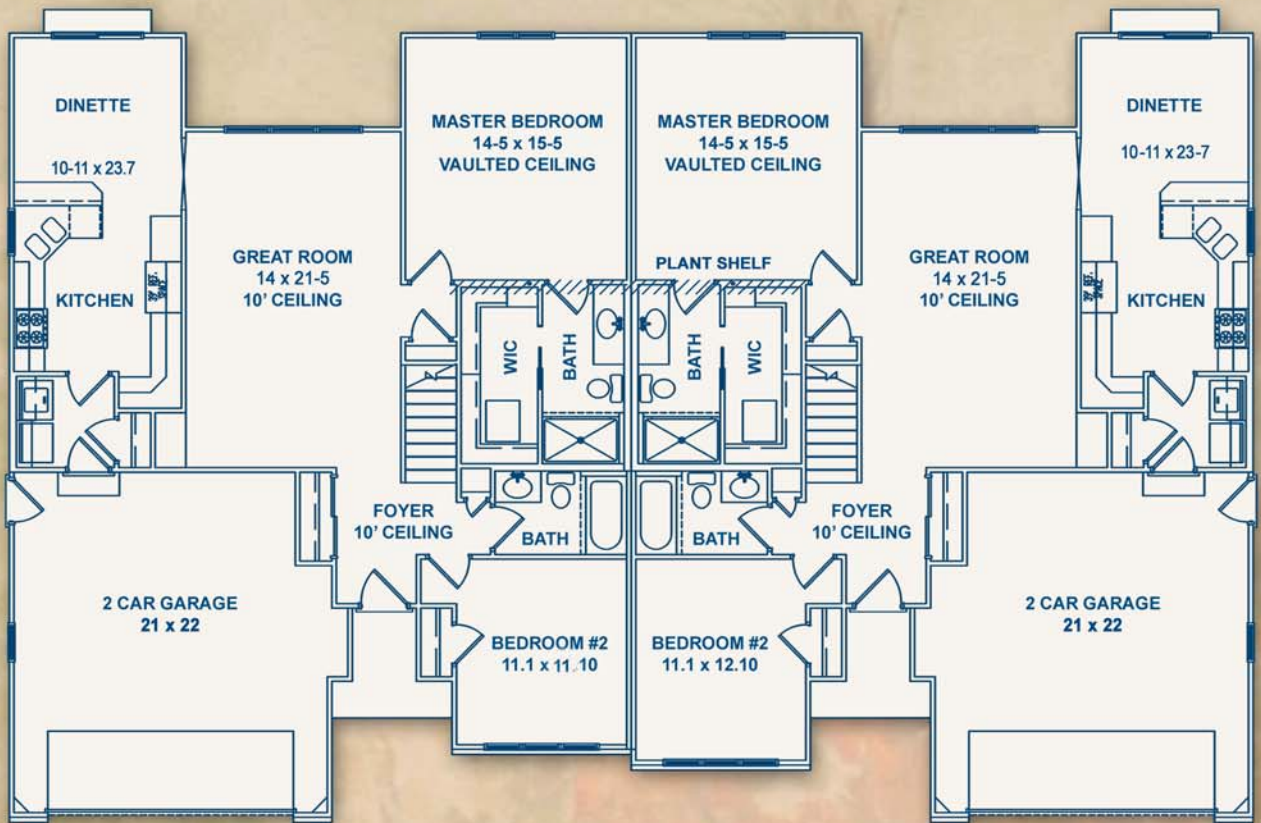 DINETTE
10-11 x 23.7
MASTER BEDROOM
14-5 x 15-5
VAULTED CEILING
MASTER BEDROOM
14-5 x 15-5
VAULTED CEILING
DINETTE
10-11 x 23-7
GREAT ROOM
14 x 21-5
10' CEILING
PLANT SHELF
GREAT ROOM
14 x 21-5
10' CEILING
KITCHEN
KITCHEN
WIC
BATH
BATH
WIC
FOYER
10' CEILING
BATH
BATH
FOYER
10' CEILING
2 CAR GARAGE
21 x 22
BEDROOM #2
11.1 x 11.10
BEDROOM #2
11.1 x 12.10
2 CAR GARAGE
21 x 22